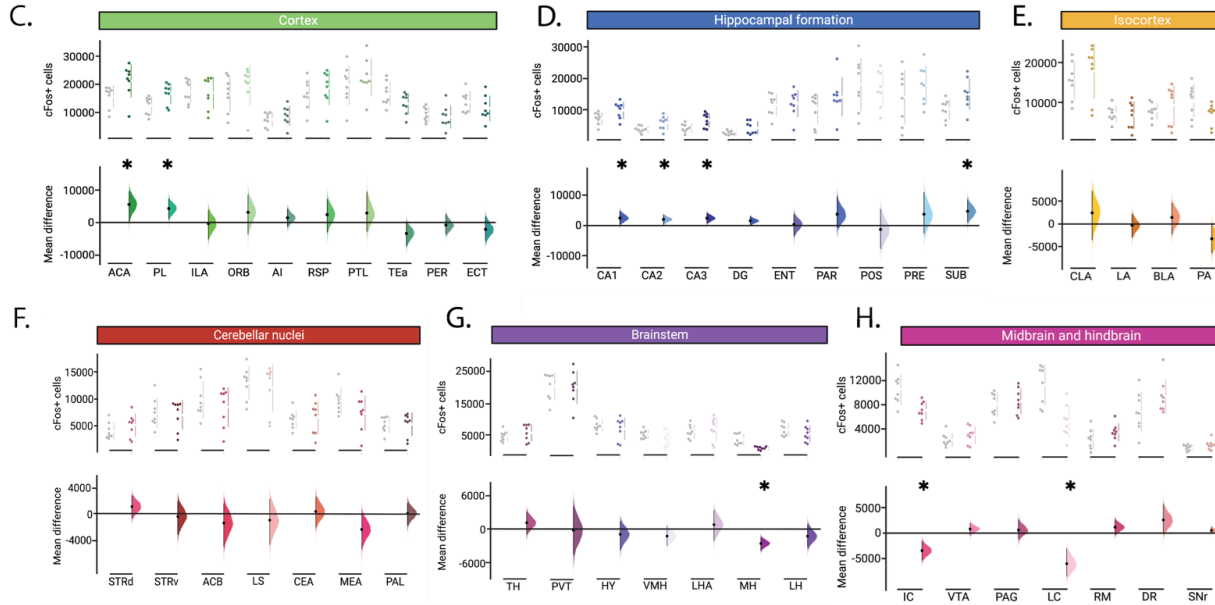 C.
Cortex
cFos+ cells
30000
20000
10000
* *
Mean difference
10000
0
-10000
ACA PL ILA ORB AI RSP PTL TEa PER ECT
D.
Hippocampal formation
cFos+ cells
30000
20000
10000
* * * *
Mean difference
10000
0
-10000
CA1 CA2 CA3 DG ENT PAR POS PRE SUB
E.
Isocortex
cFos+ cells
20000
10000
Mean difference
5000
0
-5000
CLA LA BLA PA
F.
Cerebellar nuclei
cFos+ cells
15000
10000
5000
Mean difference
4000
0
-4000
STRd STRv ACB LS CEA MEA PAL
G.
Brainstem
cFos+ cells
25000
15000
5000
*
Mean difference
6000
0
-6000
TH PVT HY VMH LHA MH LH
H.
Midbrain and hindbrain
cFos+ cells
12000
8000
4000
* *
Mean difference
5000
0
-5000
IC VTA PAG LC RM DR SNr